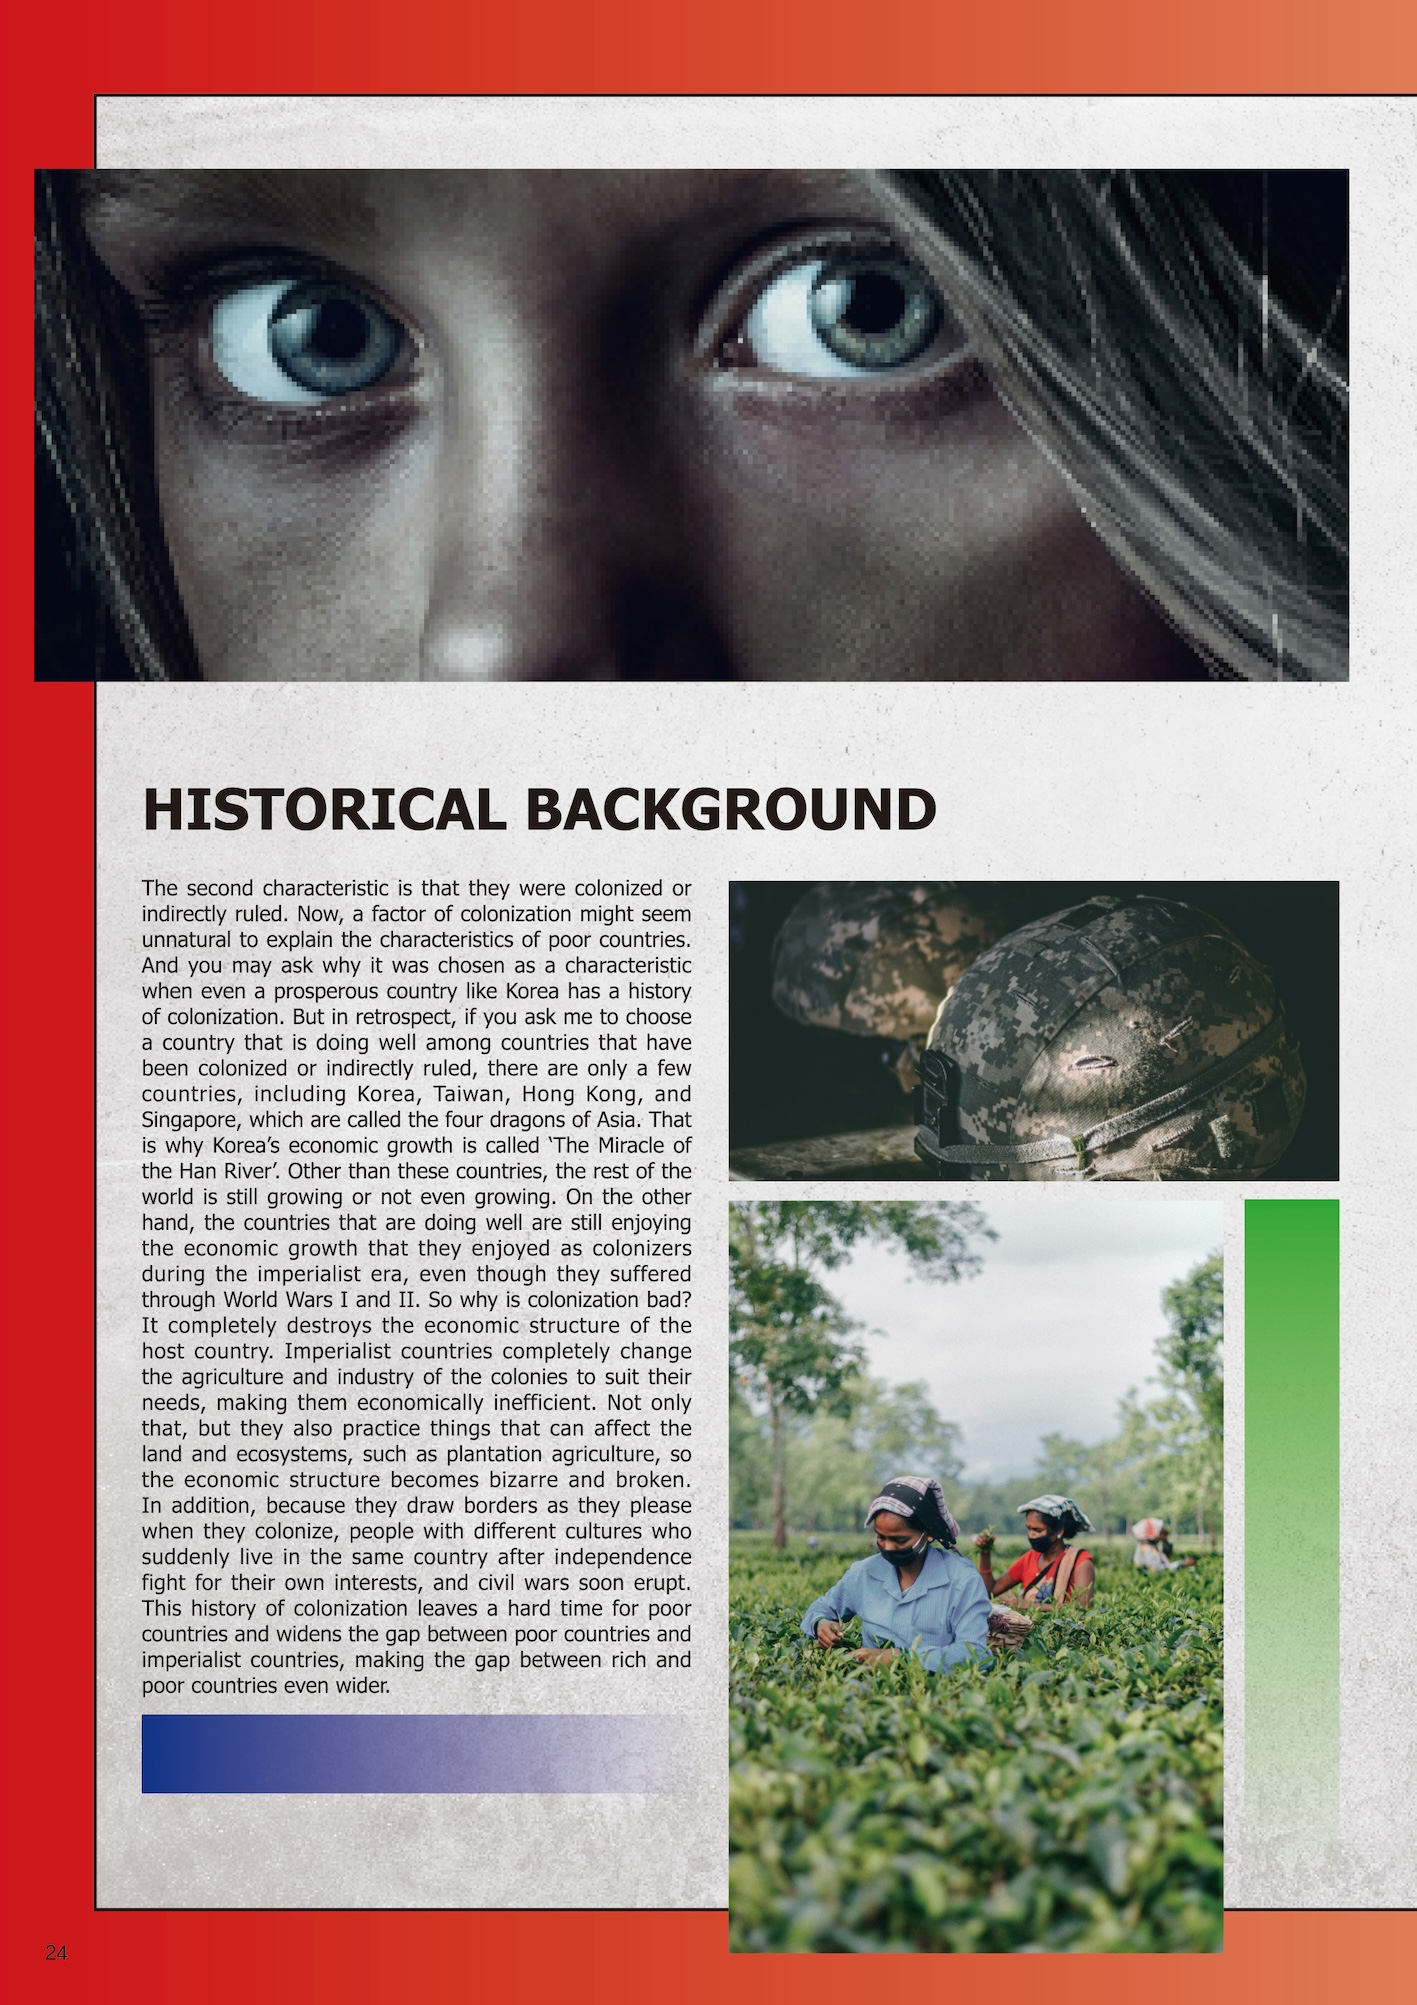 HISTORICAL BACKGROUND
The second characteristic is that they were colonized or
indirectly ruled. Now, a factor of colonization might seem
unnatural to explain the characteristics of poor countries.
And you may ask why it was chosen as a characteristic
when even a prosperous country like Korea has a history
of colonization. But in retrospect, if you ask me to choose
a country that is doing well among countries that have
been colonized or indirectly ruled, there are only a few
countries, including Korea, Taiwan, Hong Kong, and
Singapore, which are called the four dragons of Asia. That
is why Korea’s economic growth is called ‘The Miracle of
the Han River’. Other than these countries, the rest of the
world is still growing or not even growing. On the other
hand, the countries that are doing well are still enjoying
the economic growth that they enjoyed as colonizers
during the imperialist era, even though they suffered
through World Wars I and II. So why is colonization bad?
It completely destroys the economic structure of the
host country. Imperialist countries completely change
the agriculture and industry of the colonies to suit their
needs, making them economically inefficient. Not only
that, but they also practice things that can affect the
land and ecosystems, such as plantation agriculture, so
the economic structure becomes bizarre and broken.
In addition, because they draw borders as they please
when they colonize, people with different cultures who
suddenly live in the same country after independence
fight for their own interests, and civil wars soon erupt.
This history of colonization leaves a hard time for poor
countries and widens the gap between poor countries and
imperialist countries, making the gap between rich and
poor countries even wider.
24